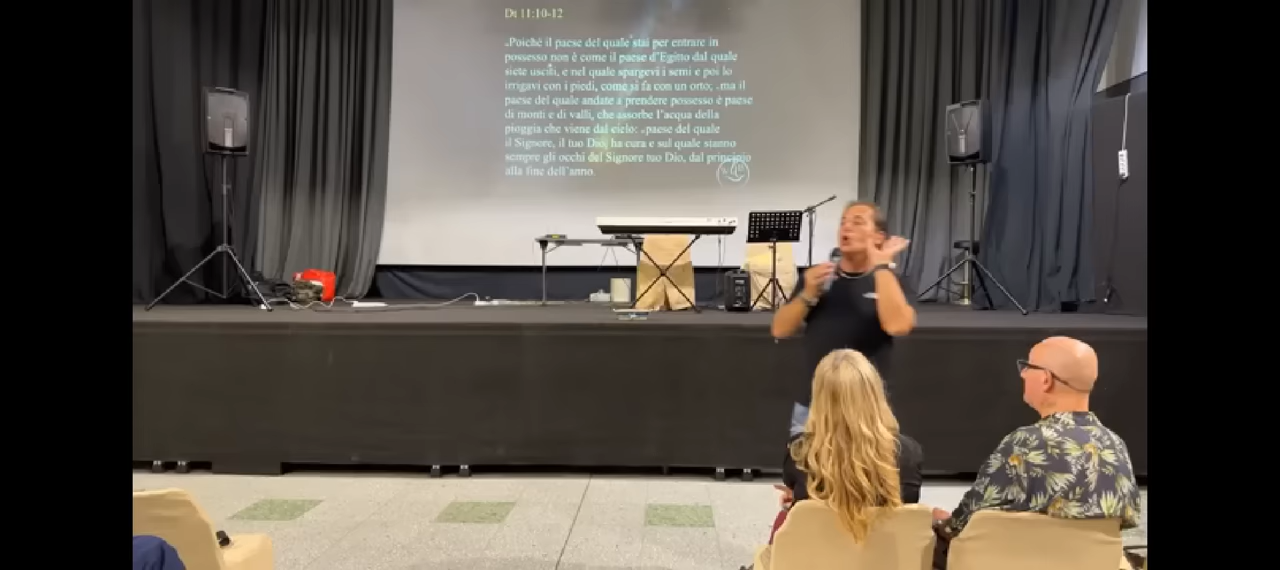 Dt 11:10-12
Poiché il paese del quale stai per entrare in
possesso non è come il paese d'Egitto dal quale
siete usciti, e nel quale spargevi i semi e poi lo
irrigavi con i piedi, come si fa con un orto; ma il
paese del quale andate a prendere possesso è paese
di monti e di valli, che assorbe l'acqua della
pioggia che viene dal cielo: paese del quale
il Signore, il tuo Dio, ha cura e sul quale stanno
sempre gli occhi del Signore tuo Dio, dal principio
alla fine dell'anno.